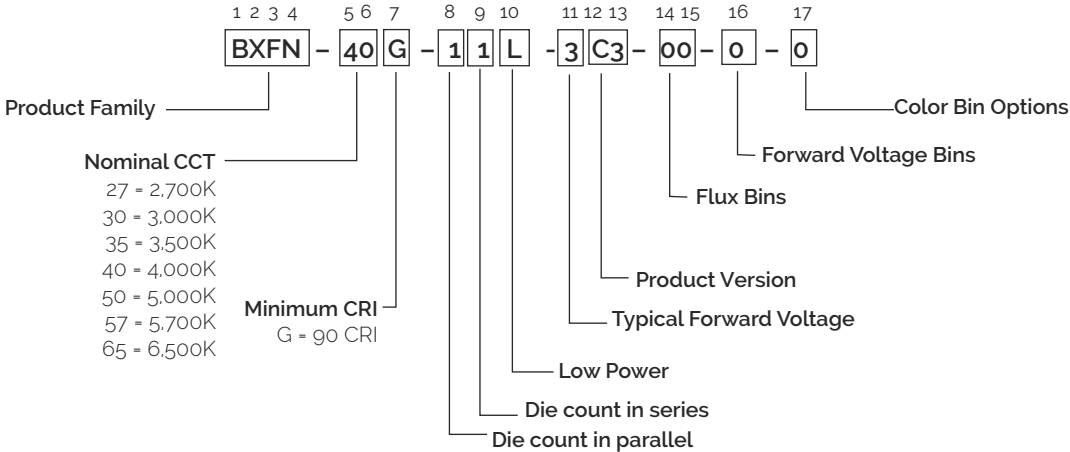 1 2 3 4 5 6 7 8 9 10 11 12 13 14 15 16 17
BXFN – 40 G – 1 1 L - 3 C3 – 00 – 0 – 0
Product Family
Color Bin Options
Nominal CCT
27 = 2,700K
30 = 3,000K
35 = 3,500K
40 = 4,000K
50 = 5,000K
57 = 5,700K
65 = 6,500K
Forward Voltage Bins
Flux Bins
Product Version
Minimum CRI
G = 90 CRI
Typical Forward Voltage
Low Power
Die count in series
Die count in parallel